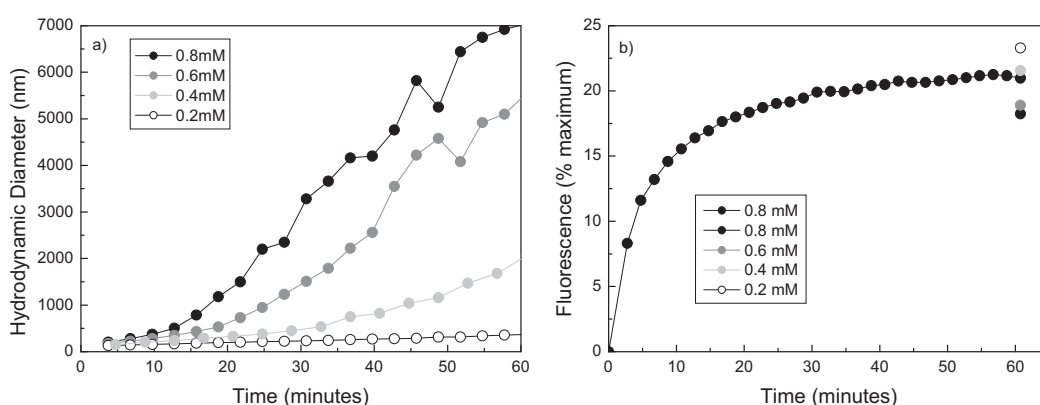 a)
0.8mM
0.6mM
0.4mM
0.2mM
7000
6000
5000
4000
3000
2000
1000
0
Hydrodynamic Diameter (nm)
0 10 20 30 40 50 60
Time (minutes)
b)
25
20
15
10
5
0
Fluorescence (% maximum)
0.8 mM
0.8 mM
0.6 mM
0.4 mM
0.2 mM
0 10 20 30 40 50 60 70
Time (minutes)